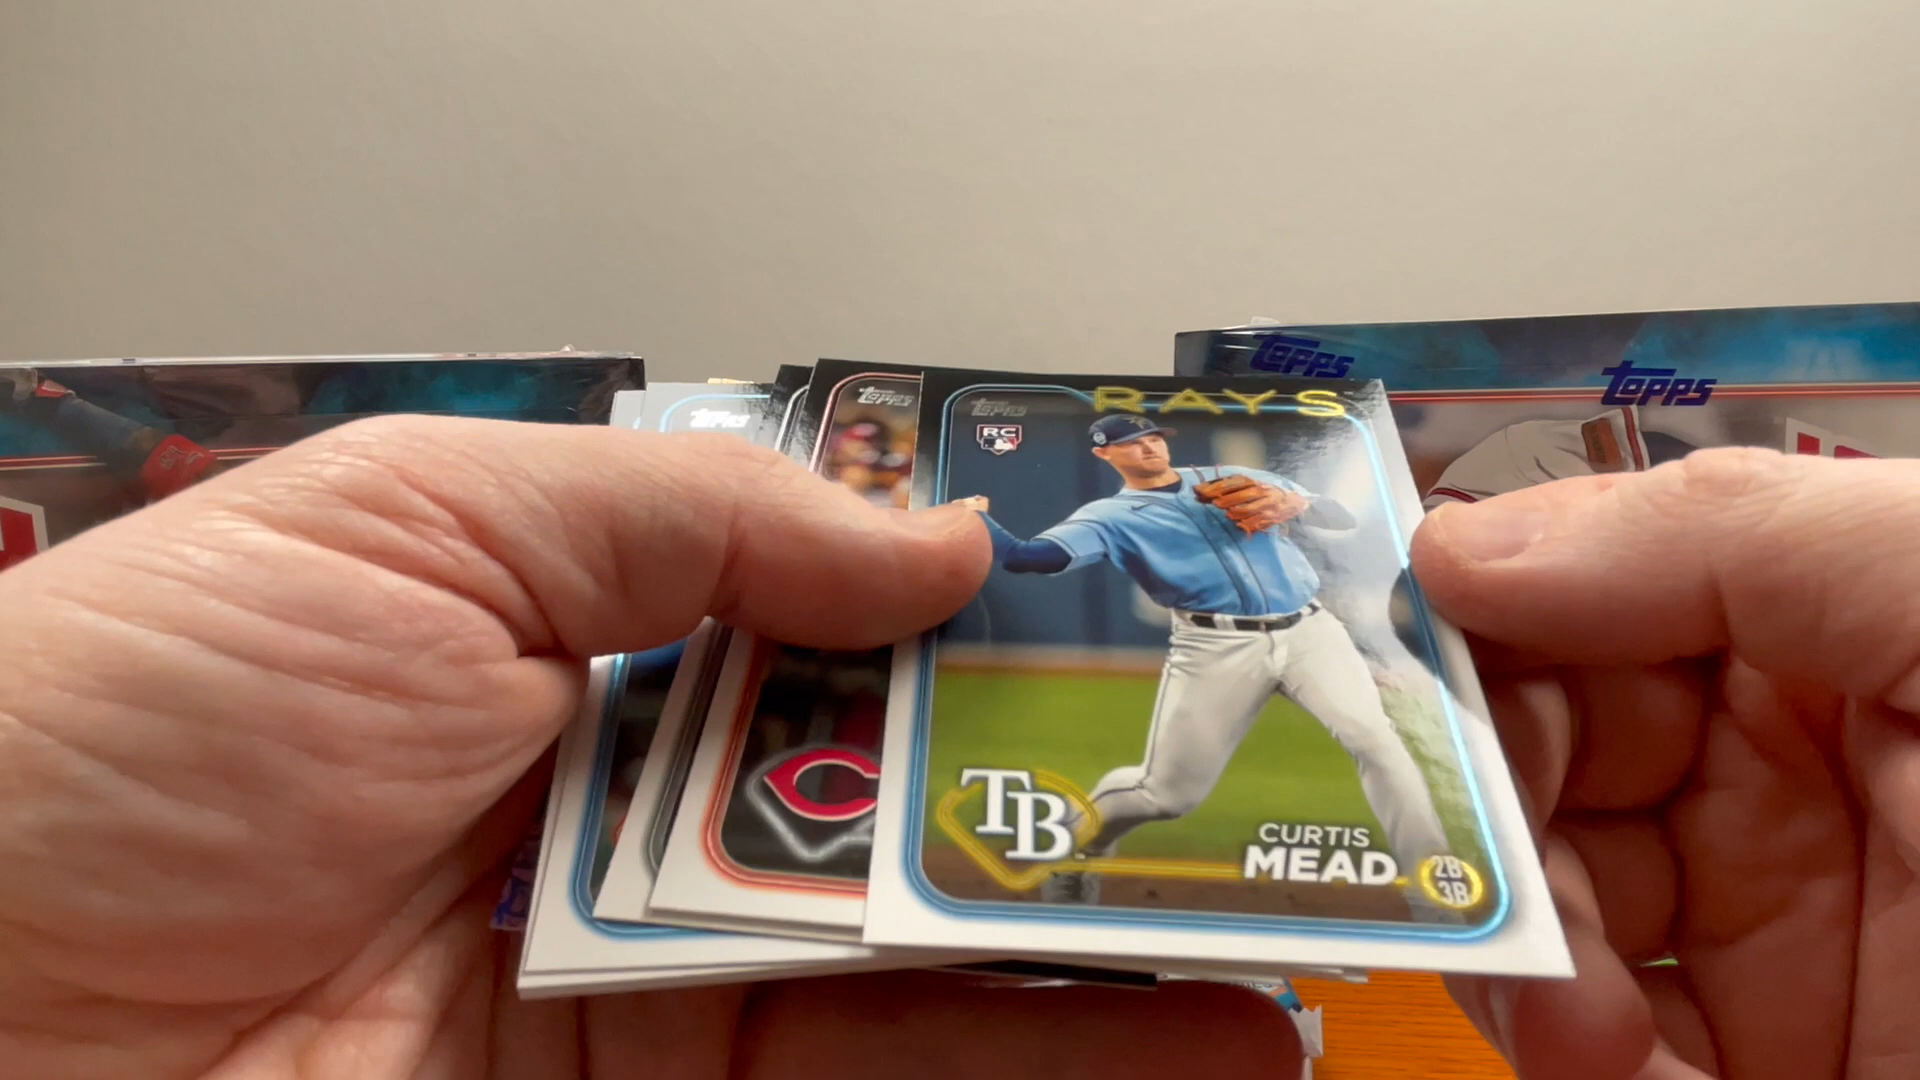 Topps
Topps
Topps
Topps
Topps
RAYS
RC
TB
C
CURTIS
MEAD
2B
3B